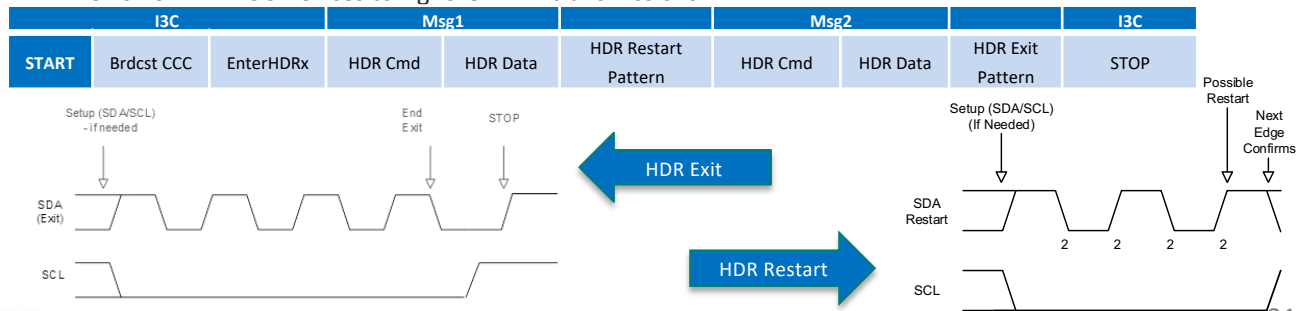 I3C Msg1 Msg2 I3C
START Brdcst CCC EnterHDRx HDR Cmd HDR Data HDR Restart Pattern HDR Cmd HDR Data HDR Exit Pattern STOP
Setup (SDA/SCL)
- if needed
End
Exit
STOP
SDA
(Exit)
SCL
HDR Exit
HDR Restart
Setup (SDA/SCL)
(If Needed)
Possible
Restart
Next
Edge
Confirms
SDA
Restart
2 2 2 2
SCL